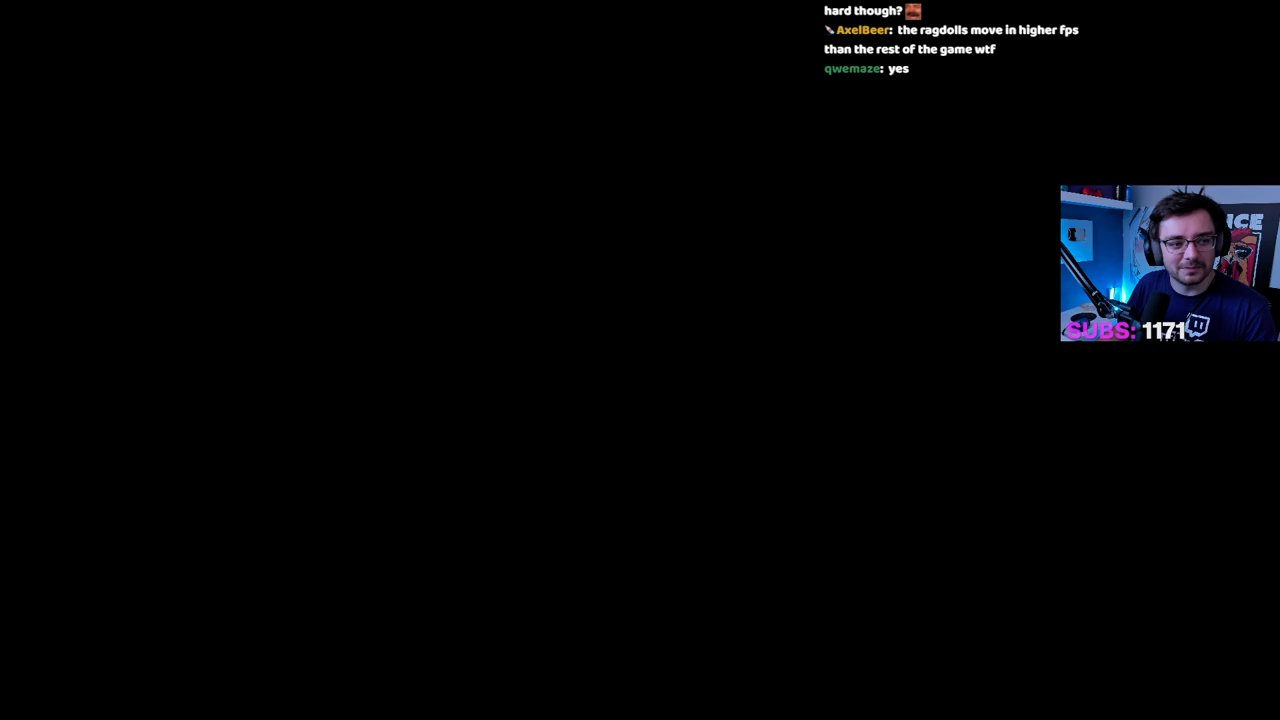 hard though?
AxelBeer: the ragdolls move in higher fps
than the rest of the game wtf
qwemaze: yes
CE
SUBS: 1171